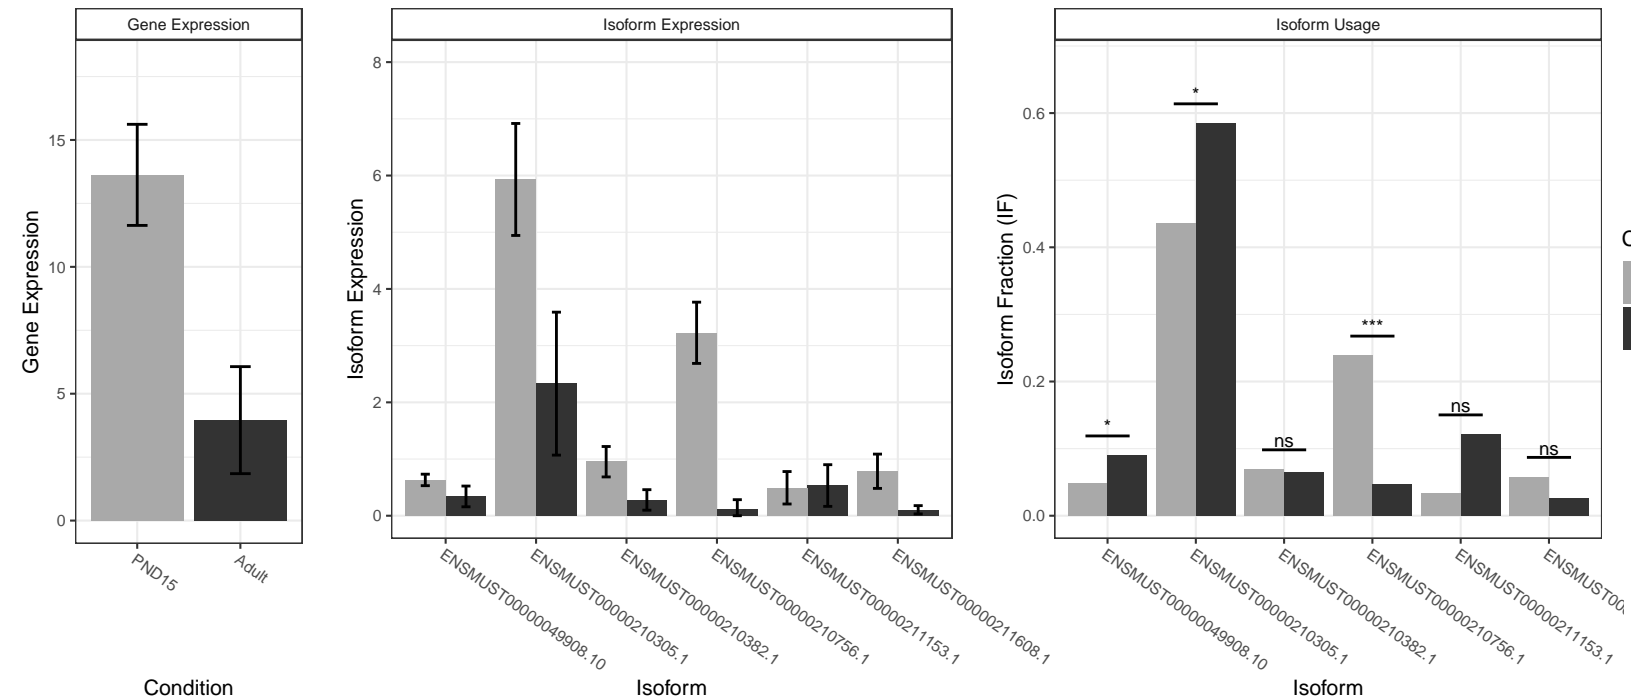 Gene Expression
Isoform Expression
Isoform Usage
Gene Expression
15
10
5
0
PND15
Adult
Condition
Isoform Expression
8
6
4
2
0
ENSMUST00000049908.10
ENSMUST00000210305.1
ENSMUST00000210382.1
ENSMUST00000210756.1
ENSMUST00000211153.1
ENSMUST00000211608.1
Isoform
Isoform Fraction (IF)
0.6
0.4
0.2
0.0
*
*
ns
***
ns
ns
ENSMUST00000049908.10
ENSMUST00000210305.1
ENSMUST00000210382.1
ENSMUST00000210756.1
ENSMUST00000211153.1
Isoform